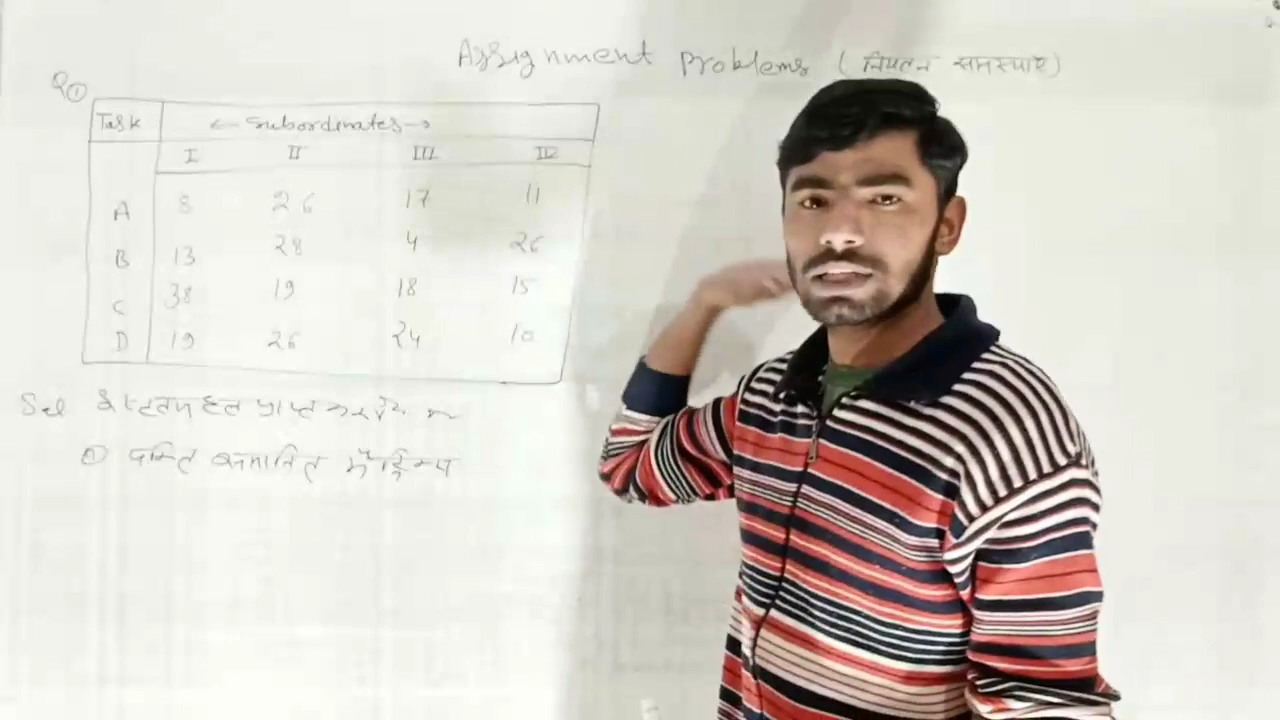 Assignment Problems (नियतन समस्याएं)
Q①
Task ← Subordinates →
I II III IV
A 8 26 17 11
B 13 28 4 26
C 38 19 18 15
D 19 26 24 10
Sol हल प्राप्त